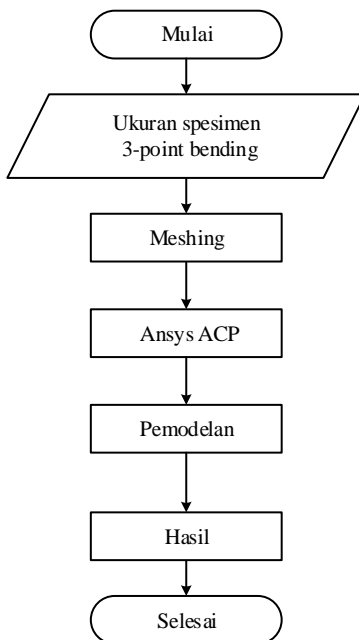 Mulai
Ukuran spesimen
3-point bending
Meshing
Ansys ACP
Pemodelan
Hasil
Selesai